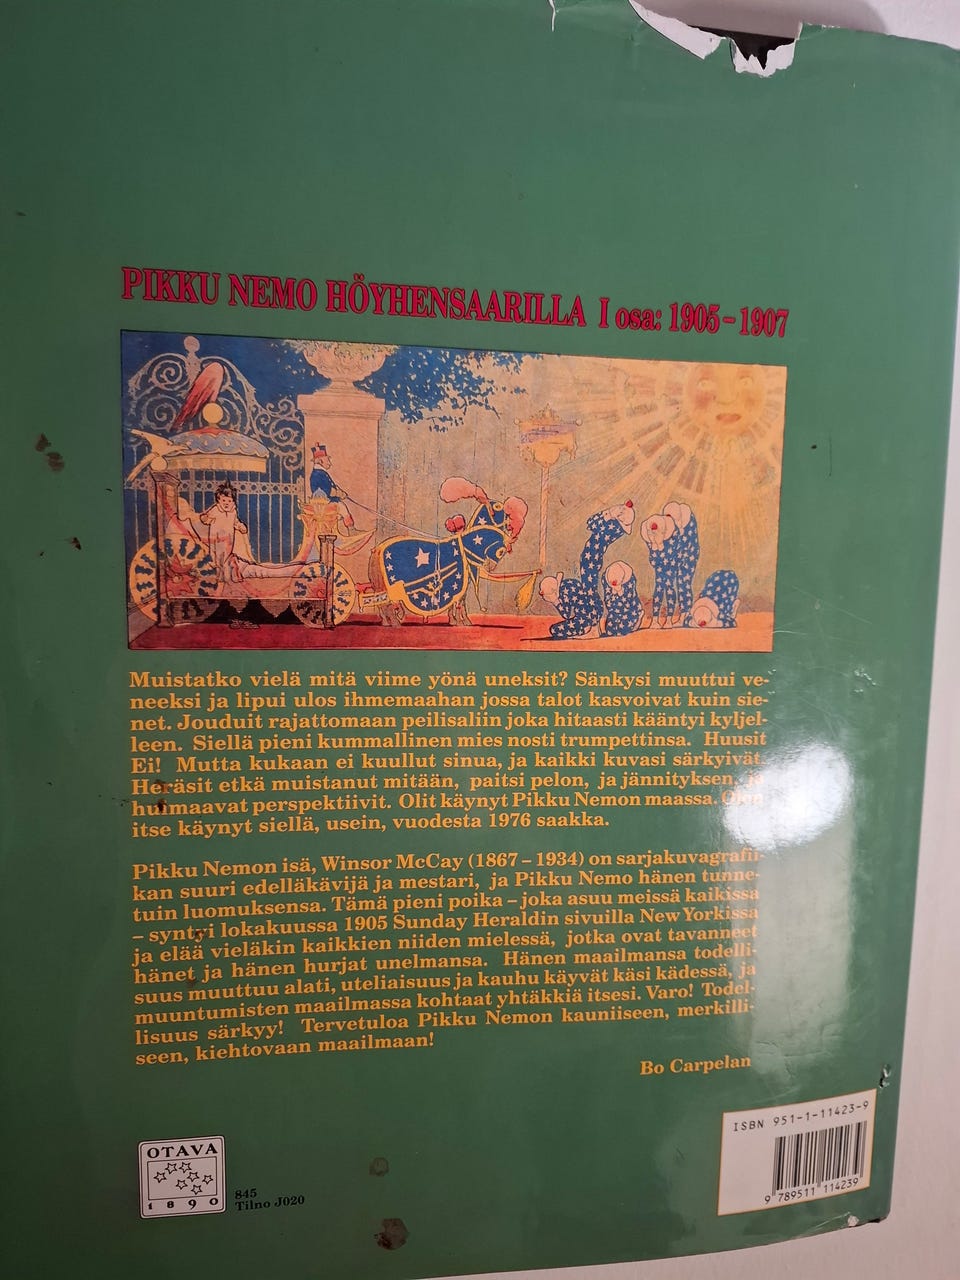 PIKKU NEMO HÖYHENSAARILLA I osa: 1905–1907
Muistatko vielä mitä viime yönä uneksit? Sänkysi muuttui ve-
neeksi ja lipui ulos ihmemaahan jossa talot kasvoivat kuin sie-
net. Jouduit rajattomaan peilisaliin joka hitaasti kääntyi kyljel-
leen. Siellä pieni kummallinen mies nosti trumpettinsa. Huusit
Ei! Mutta kukaan ei kuullut sinua, ja kaikki kuvasi särkyivät.
Heräsit etkä muistanut mitään, paitsi pelon, ja jännityksen, ja
huimaavat perspektiivit. Olit käynyt Pikku Nemon maassa. Olen
itse käynyt siellä, usein, vuodesta 1976 saakka.
Pikku Nemon isä, Winsor McCay (1867–1934) on sarjakuvagrafii-
kan suuri edelläkävijä ja mestari, ja Pikku Nemo hänen tunne-
tuin luomuksensa. Tämä pieni poika – joka asuu meissä kaikissa
– syntyi lokakuussa 1905 Sunday Heraldin sivuilla New Yorkissa
ja elää vieläkin kaikkien niiden mielessä, jotka ovat tavanneet
hänet ja hänen hurjat unelmansa. Hänen maailmansa todelli-
suus muuttuu alati, uteliaisuus ja kauhu käyvät käsi kädessä, ja
muuntumisten maailmassa kohtaat yhtäkkiä itsesi. Varo! Todel-
lisuus särkyy! Tervetuloa Pikku Nemon kauniiseen, merkilli-
seen, kiehtovaan maailmaan!
Bo Carpelan
OTAVA
1890
845
Tilno J020
ISBN 951-1-11423-9
9 789511 114239